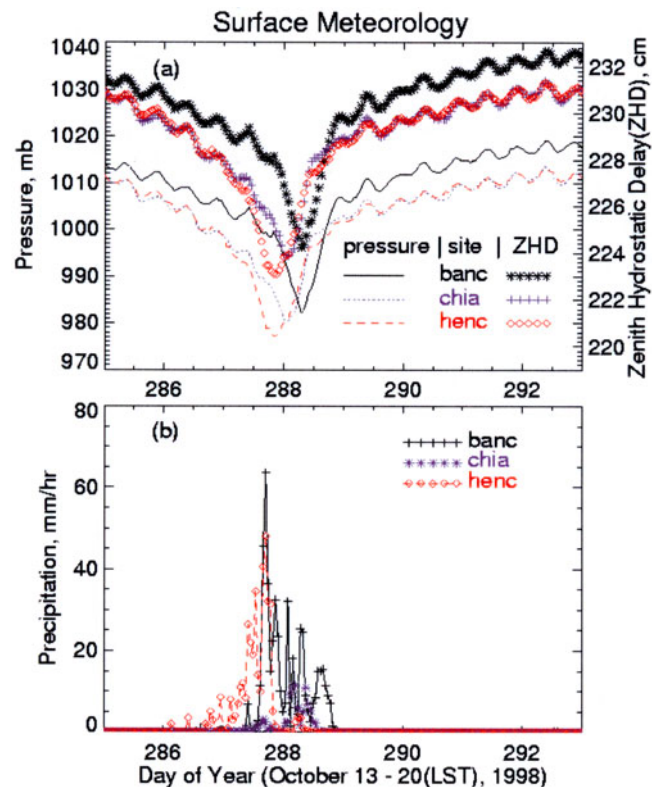 Surface Meteorology
(a)
1040
1030
1020
1010
1000
990
980
970
Pressure, mb
232
230
228
226
224
222
220
Zenith Hydrostatic Delay(ZHD), cm
pressure | site | ZHD
banc
chia
henc
286 288 290 292
(b)
80
60
40
20
0
Precipitation, mm/hr
banc
chia
henc
286 288 290 292
Day of Year (October 13 - 20(LST), 1998)